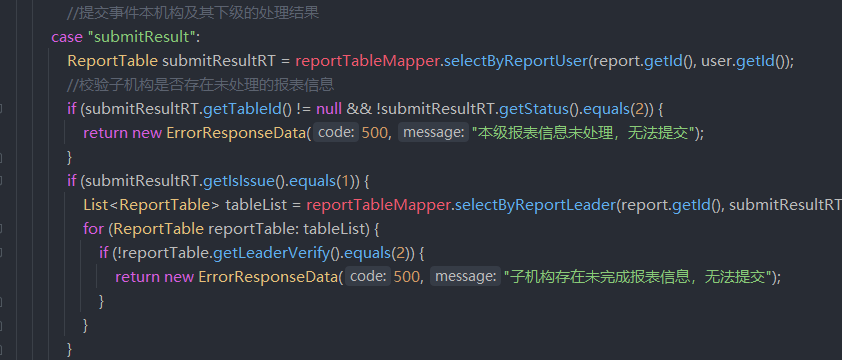 //提交事件本机构及其下级的处理结果
case "submitResult":
ReportTable submitResultRT = reportTableMapper.selectByReportUser(report.getId(), user.getId());
//校验子机构是否存在未处理的报表信息
if (submitResultRT.getTableId() != null && !submitResultRT.getStatus().equals(2)) {
return new ErrorResponseData( code: 500, message: "本级报表信息未处理，无法提交");
}
if (submitResultRT.getIsIssue().equals(1)) {
List<ReportTable> tableList = reportTableMapper.selectByReportLeader(report.getId(), submitResultRT
for (ReportTable reportTable: tableList) {
if (!reportTable.getLeaderVerify().equals(2)) {
return new ErrorResponseData( code: 500, message: "子机构存在未完成报表信息，无法提交");
}
}
}